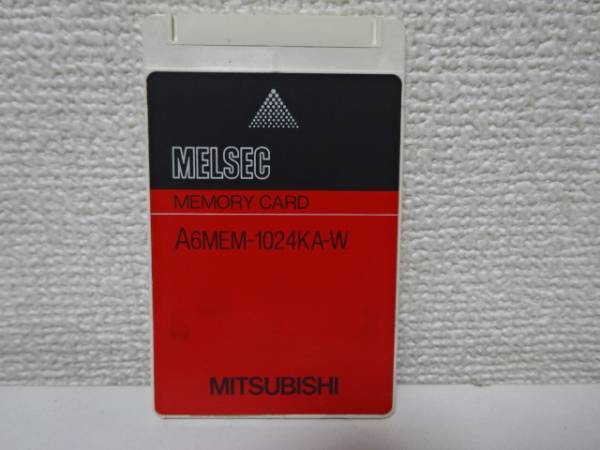 MELSEC
MEMORY CARD
A6MEM-1024KA-W
MITSUBISHI